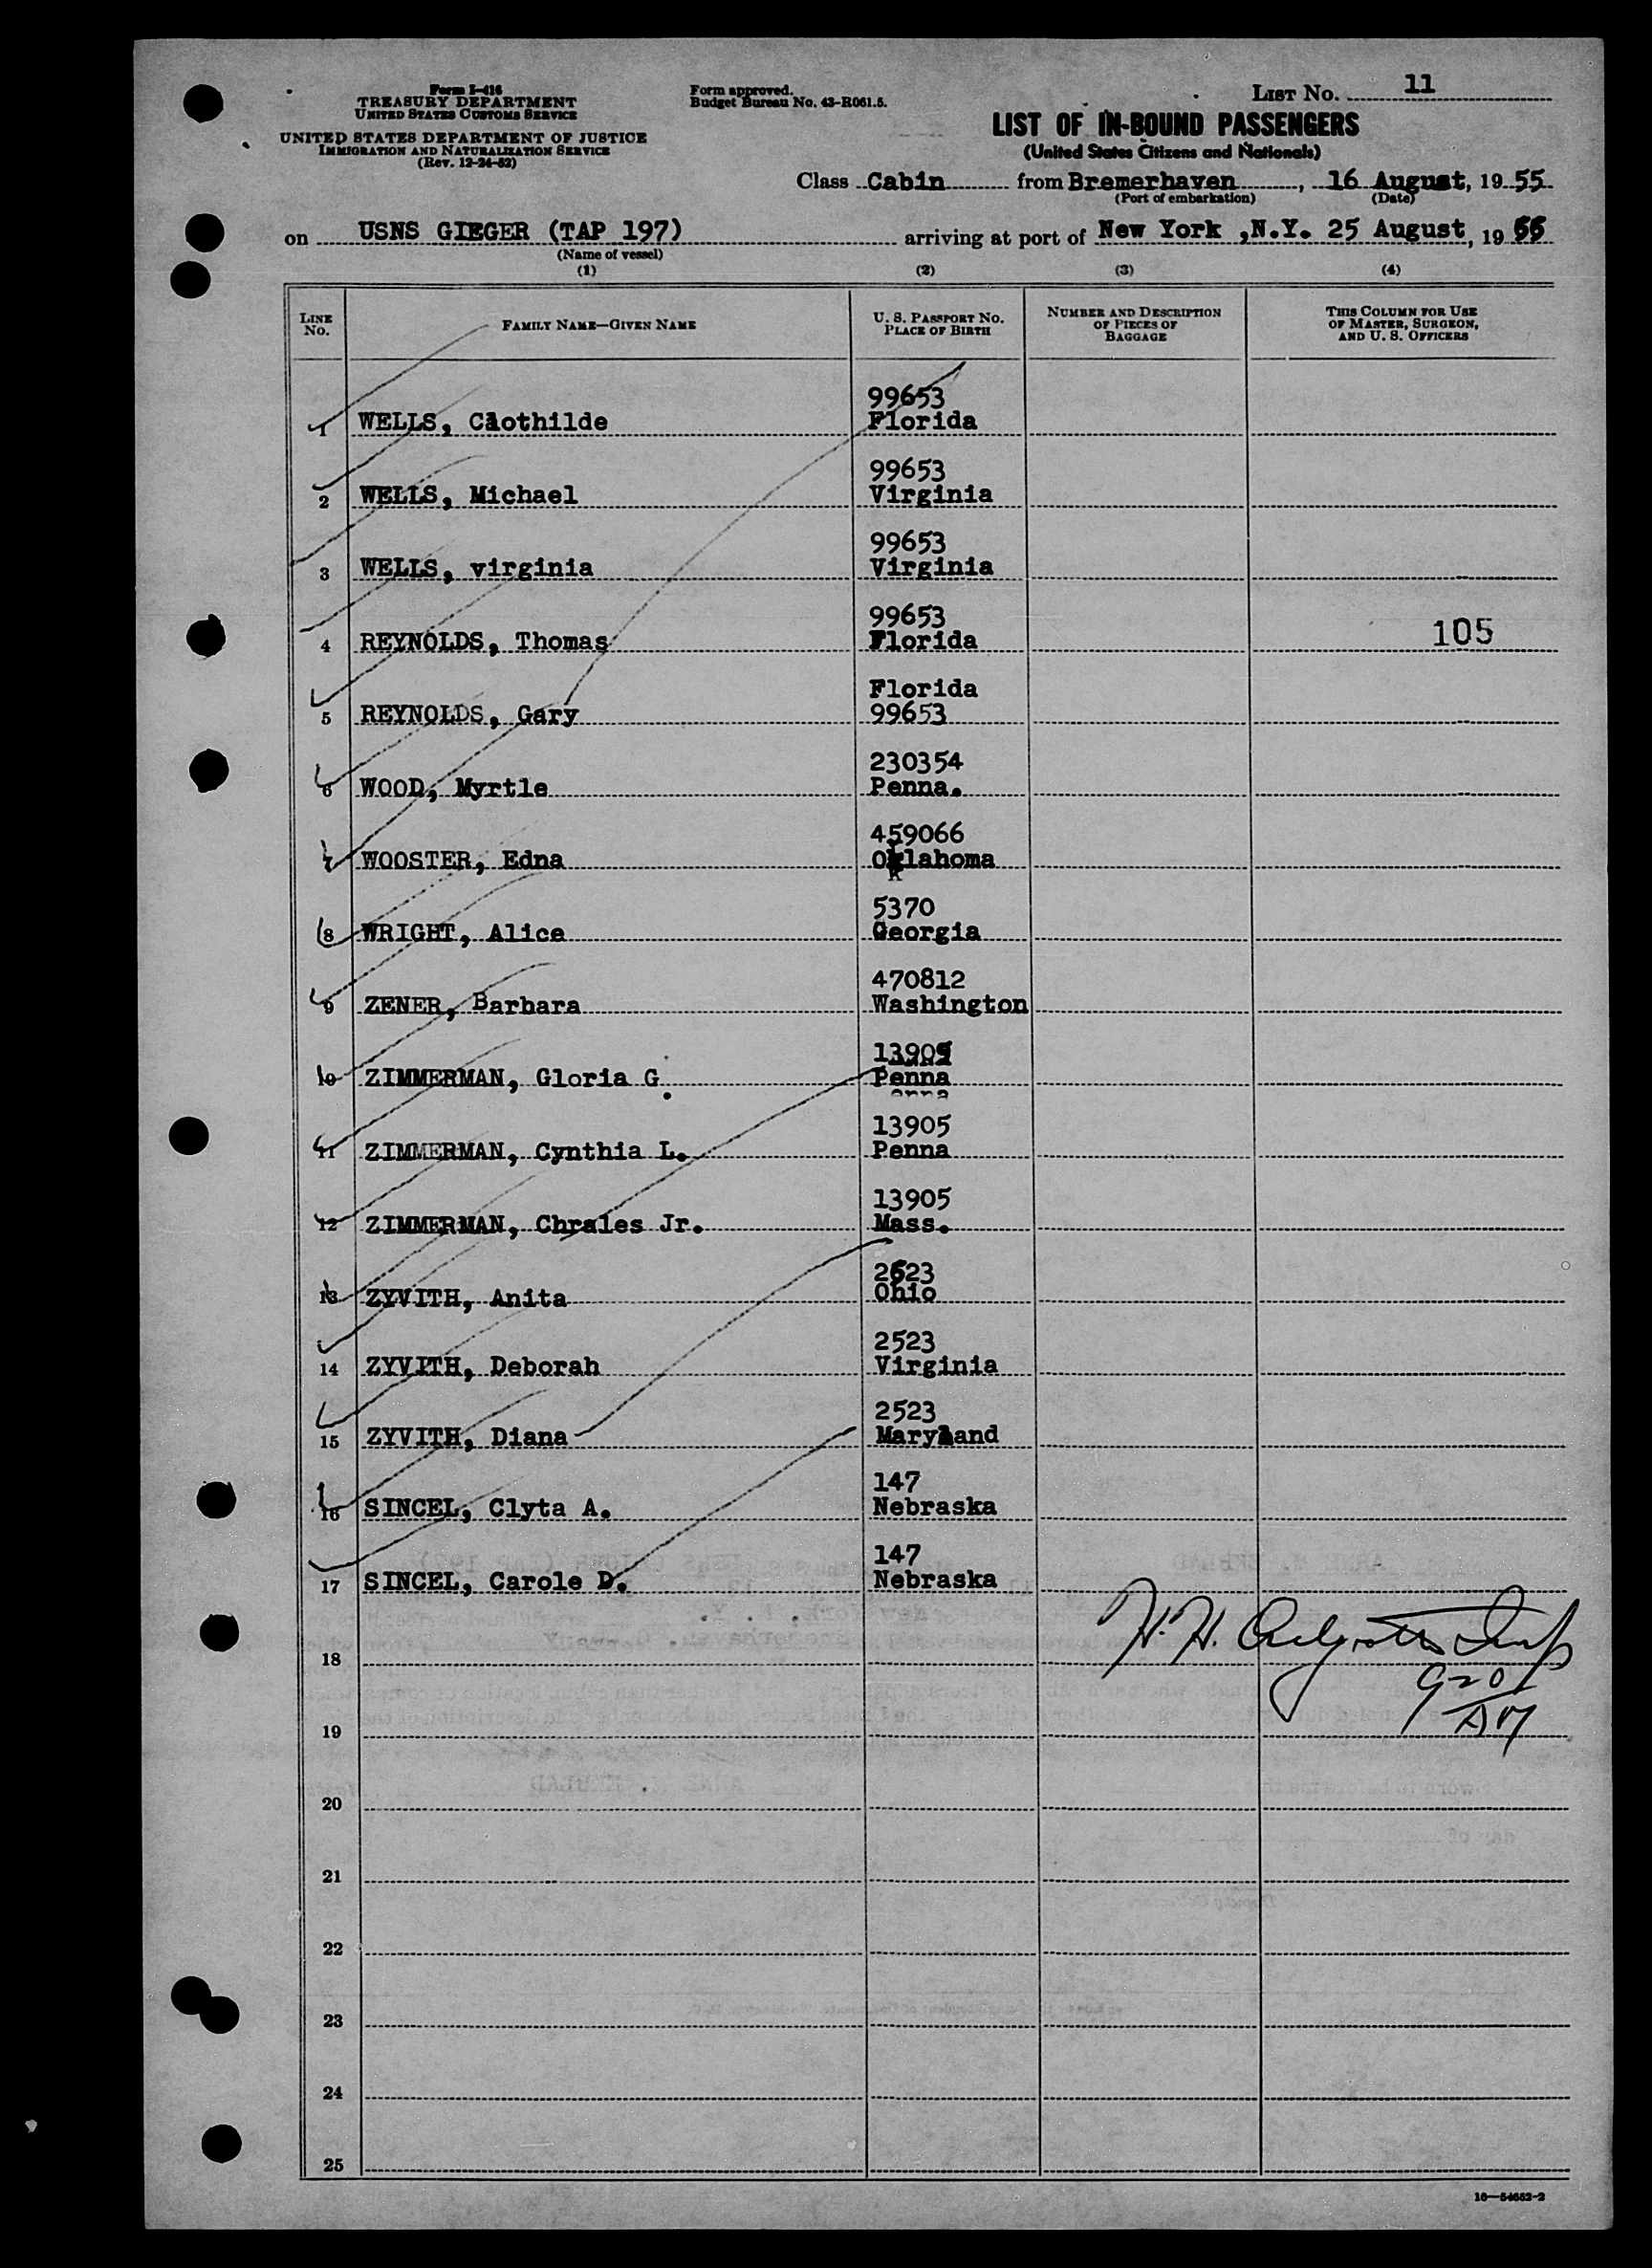 Form I-416
TREASURY DEPARTMENT
UNITED STATES CUSTOMS SERVICE
UNITED STATES DEPARTMENT OF JUSTICE
IMMIGRATION AND NATURALIZATION SERVICE
(Rev. 12-24-52)
Form approved.
Budget Bureau No. 43-R061.5.
LIST NO. 11
LIST OF IN-BOUND PASSENGERS
(United States Citizens and Nationals)
Class Cabin from Bremerhaven, 16 August, 1955
(Port of embarkation) (Date)
on USNS GIEGER (TAP 197) arriving at port of New York ,N.Y. 25 August, 1955
(Name of vessel)
(1) (2) (3) (4)
LINE NO. FAMILY NAME—GIVEN NAME U. S. PASSPORT NO. PLACE OF BIRTH NUMBER AND DESCRIPTION OF PIECES OF BAGGAGE THIS COLUMN FOR USE OF MASTER, SURGEON, AND U. S. OFFICERS
99653
1 WELLS, Clothilde Florida
99653
2 WELLS, Michael Virginia
99653
3 WELLS, virginia Virginia
99653
4 REYNOLDS, Thomas Florida 105
Florida
5 REYNOLDS, Gary 99653
230354
6 WOOD, Myrtle Penna.
459066
7 WOOSTER, Edna Oklahoma
5370
8 WRIGHT, Alice Georgia
470812
9 ZENER, Barbara Washington
13905
10 ZIMMERMAN, Gloria G. Penna
13905
11 ZIMMERMAN, Cynthia L. Penna
13905
12 ZIMMERMAN, Chrales Jr. Mass.
2523
13 ZYVITH, Anita Ohio
2523
14 ZYVITH, Deborah Virginia
2523
15 ZYVITH, Diana Maryland
147
16 SINCEL, Clyta A. Nebraska
147
17 SINCEL, Carole D. Nebraska
H. H.
18
920
19
20
21
22
23
24
25
16—54652-2